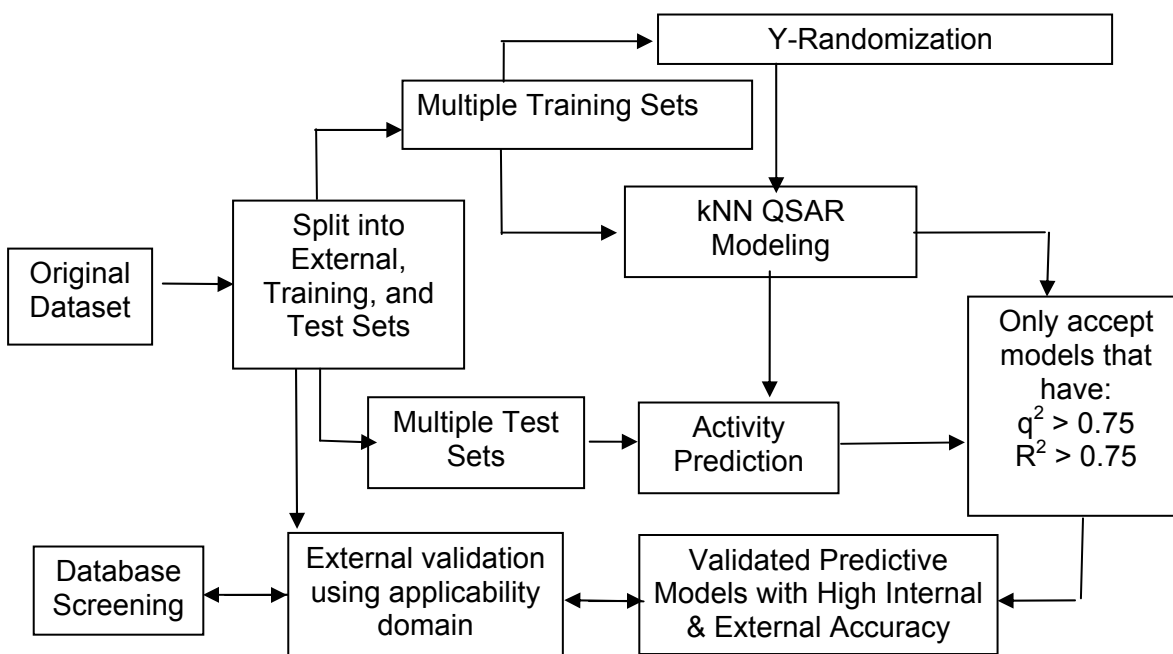 Y-Randomization
Multiple Training Sets
kNN QSAR
Modeling
Split into
External,
Training, and
Test Sets
Original
Dataset
Only accept
models that
have:
q² > 0.75
R² > 0.75
Multiple Test
Sets
Activity
Prediction
Database
Screening
External validation
using applicability
domain
Validated Predictive
Models with High Internal
& External Accuracy